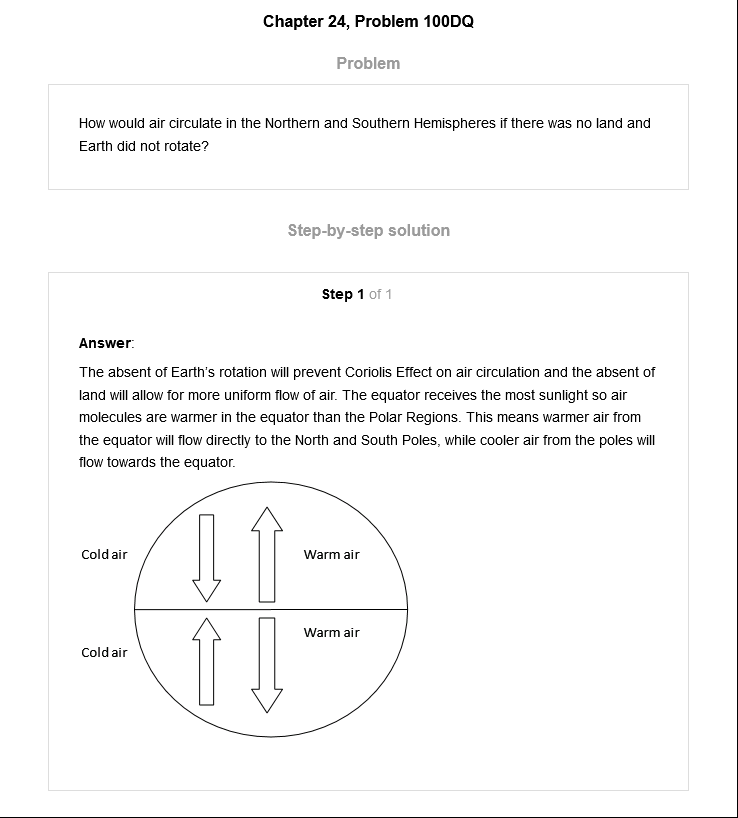 Chapter 24, Problem 100DQ
Problem
How would air circulate in the Northern and Southern Hemispheres if there was no land and
Earth did not rotate?
Step-by-step solution
Step 1 of 1
Answer:
The absent of Earth's rotation will prevent Coriolis Effect on air circulation and the absent of
land will allow for more uniform flow of air. The equator receives the most sunlight so air
molecules are warmer in the equator than the Polar Regions. This means warmer air from
the equator will flow directly to the North and South Poles, while cooler air from the poles will
flow towards the equator.
Cold air
Warm air
Warm air
Cold air